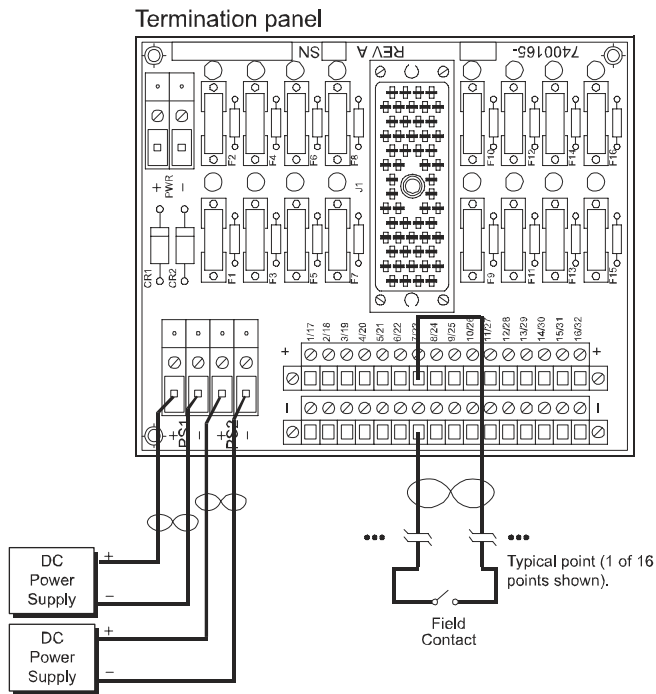 Termination panel
SN
REV A
7400165-
F2
F4
F6
F8
F10
F12
F14
F16
+ PWR −
J1
CR1
CR2
F1
F3
F5
F7
F9
F11
F13
F15
+ 1/17 2/18 3/19 4/20 5/21 6/22 7/23 8/24 9/25 10/26 11/27 12/28 13/29 14/30 15/31 16/32 +
− −
+ PS1 − + PS2 −
DC
Power
Supply
+
−
DC
Power
Supply
+
−
••• •••
Typical point (1 of 16
points shown).
Field
Contact